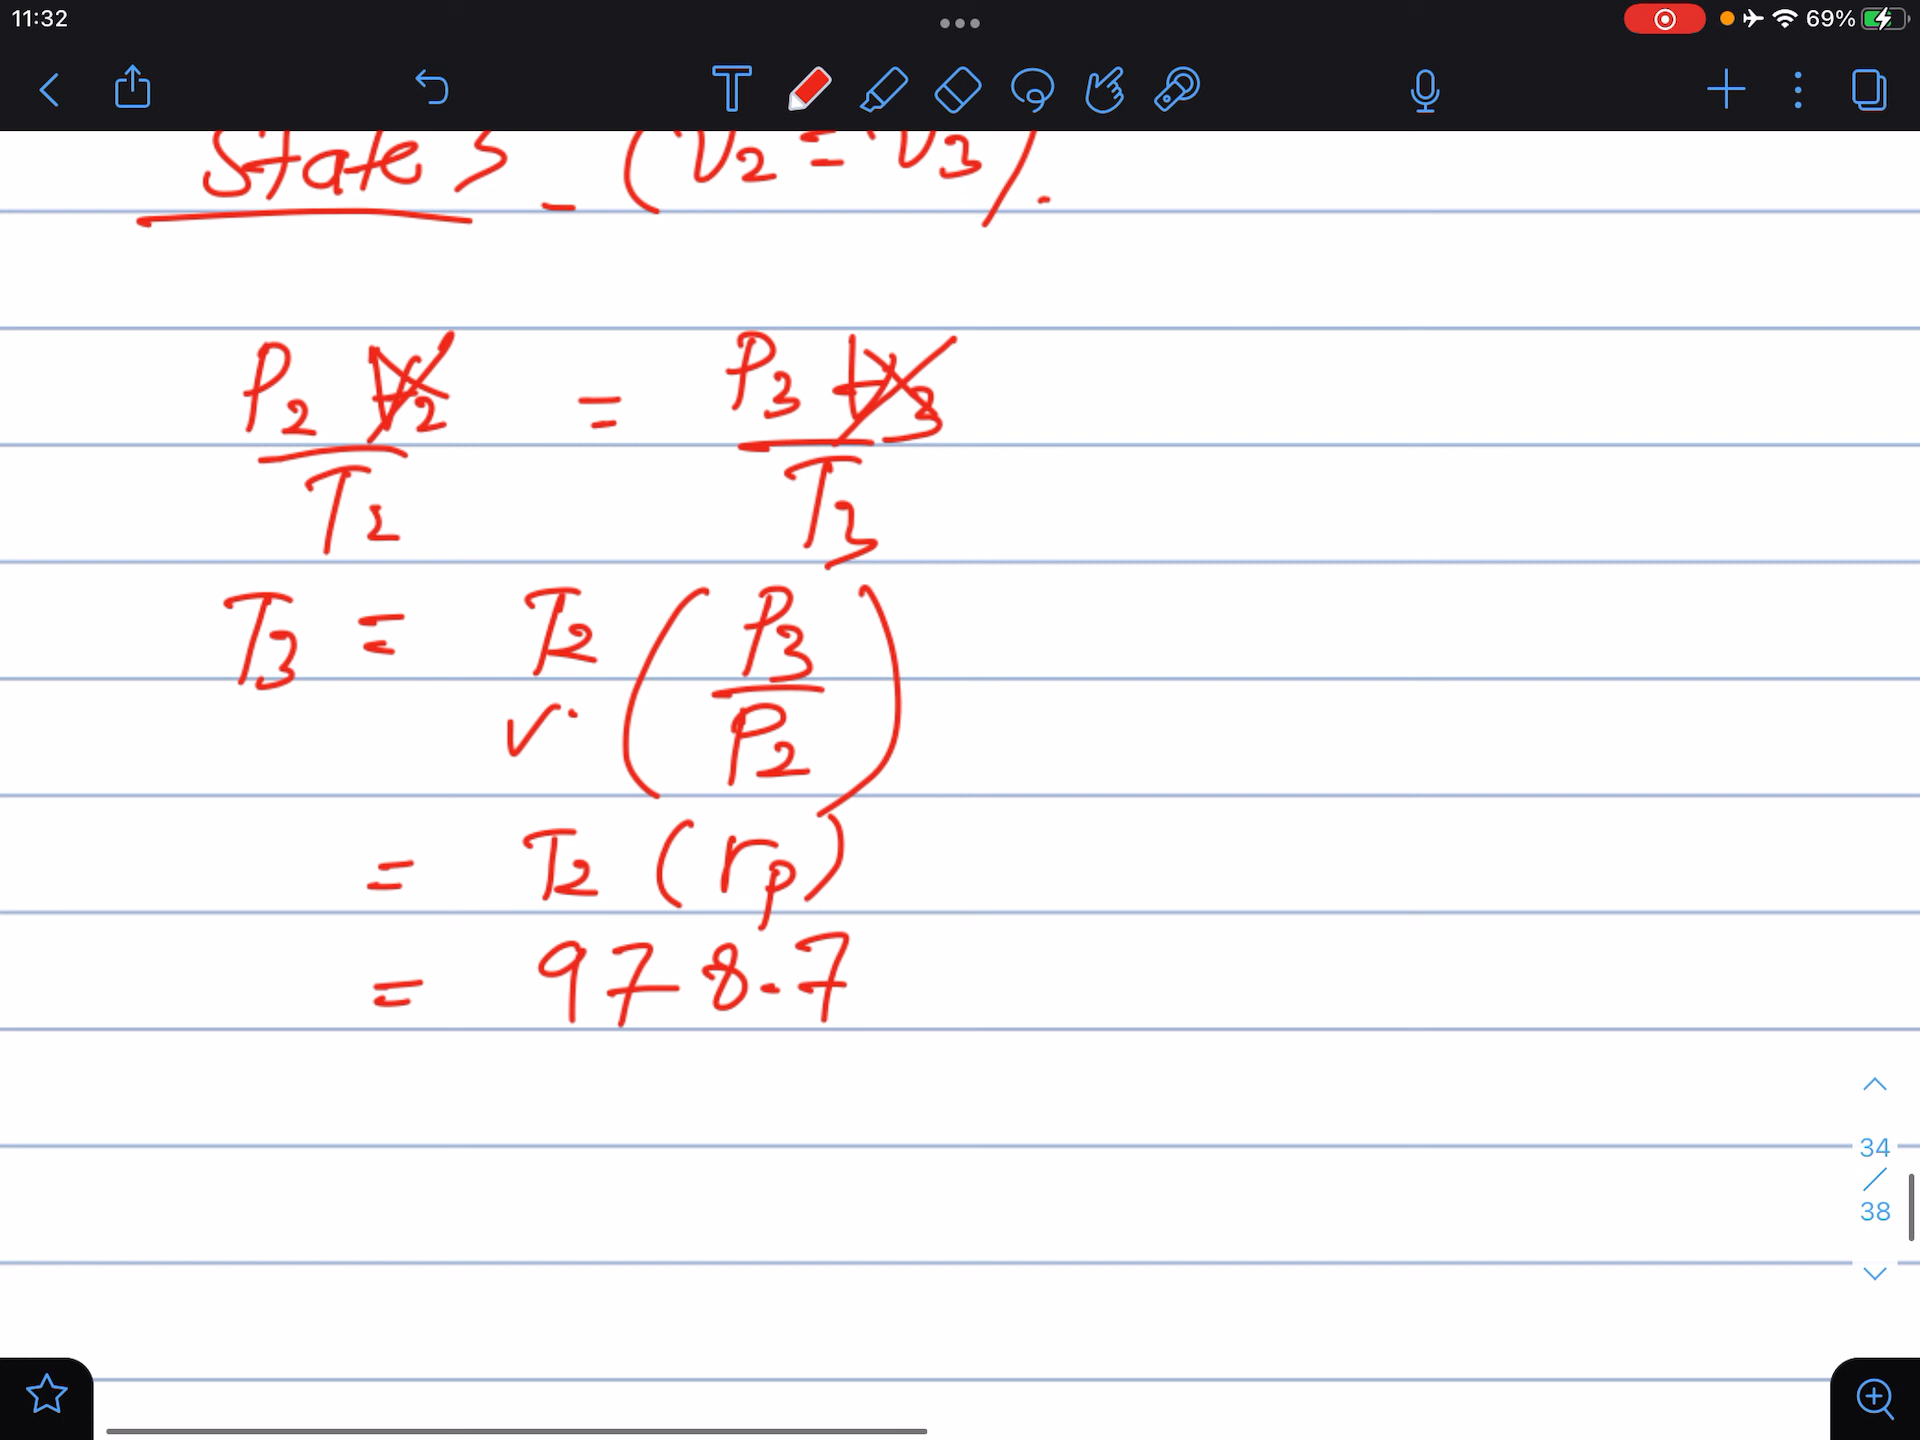 11:32
69%
State 3 - (V2 = V3).
P2 V2 / T2 = P3 V3 / T3
T3 = T2 (P3 / P2)
= T2 (rp)
= 978.7
34 / 38